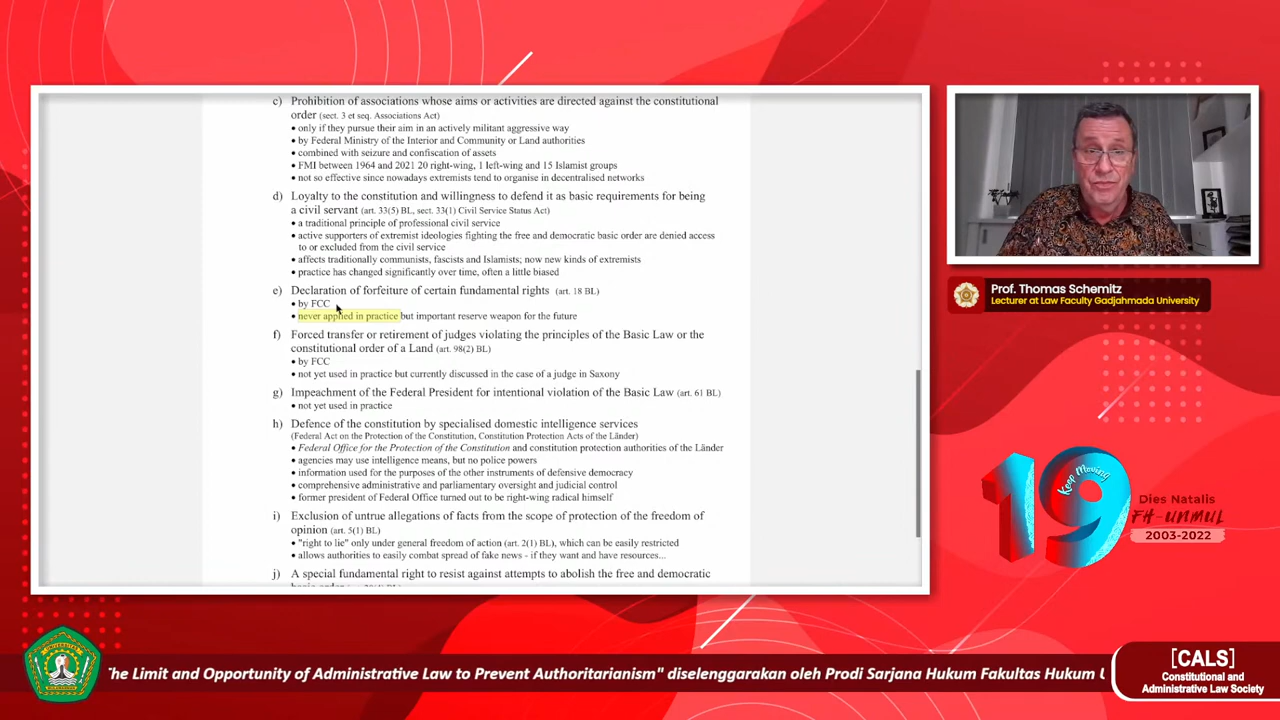 c) Prohibition of associations whose aims or activities are directed against the constitutional
order (sect. 3 et seq. Associations Act)
• only if they pursue their aim in an actively militant aggressive way
• by Federal Ministry of the Interior and Community or Land authorities
• combined with seizure and confiscation of assets
• FMI between 1964 and 2021 20 right-wing, 1 left-wing and 15 Islamist groups
• not so effective since nowadays extremists tend to organise in decentralised networks
d) Loyalty to the constitution and willingness to defend it as basic requirements for being
a civil servant (art. 33(5) BL, sect. 33(1) Civil Service Status Act)
• a traditional principle of professional civil service
• active supporters of extremist ideologies fighting the free and democratic basic order are denied access
to or excluded from the civil service
• affects traditionally communists, fascists and Islamists; now new kinds of extremists
• practice has changed significantly over time, often a little biased
e) Declaration of forfeiture of certain fundamental rights (art. 18 BL)
• by FCC
• never applied in practice but important reserve weapon for the future
f) Forced transfer or retirement of judges violating the principles of the Basic Law or the
constitutional order of a Land (art. 98(2) BL)
• by FCC
• not yet used in practice but currently discussed in the case of a judge in Saxony
g) Impeachment of the Federal President for intentional violation of the Basic Law (art. 61 BL)
• not yet used in practice
h) Defence of the constitution by specialised domestic intelligence services
(Federal Act on the Protection of the Constitution, Constitution Protection Acts of the Länder)
• Federal Office for the Protection of the Constitution and constitution protection authorities of the Länder
• agencies may use intelligence means, but no police powers
• information used for the purposes of the other instruments of defensive democracy
• comprehensive administrative and parliamentary oversight and judicial control
• former president of Federal Office turned out to be right-wing radical himself
i) Exclusion of untrue allegations of facts from the scope of protection of the freedom of
opinion (art. 5(1) BL)
• "right to lie" only under general freedom of action (art. 2(1) BL), which can be easily restricted
• allows authorities to easily combat spread of fake news - if they want and have resources...
j) A special fundamental right to resist against attempts to abolish the free and democratic
Prof. Thomas Schemitz
Lecturer at Law Faculty Gadjahmada University
19
Keep Moving
Dies Natalis
FH-UNMUL
2003-2022
he Limit and Opportunity of Administrative Law to Prevent Authoritarianism" diselenggarakan oleh Prodi Sarjana Hukum Fakultas Hukum U
[CALS]
Constitutional and
Administrative Law Society